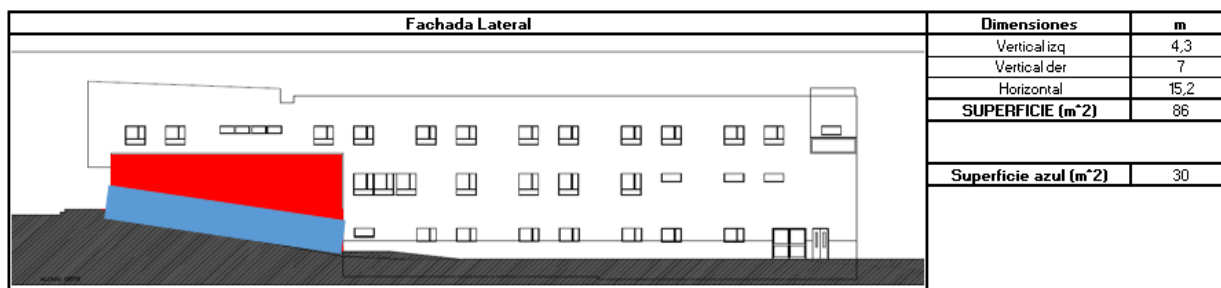 Fachada Lateral
Dimensiones m
Vertical izq 4,3
Vertical der 7
Horizontal 15,2
SUPERFICIE (m^2) 86
Superficie azul (m^2) 30